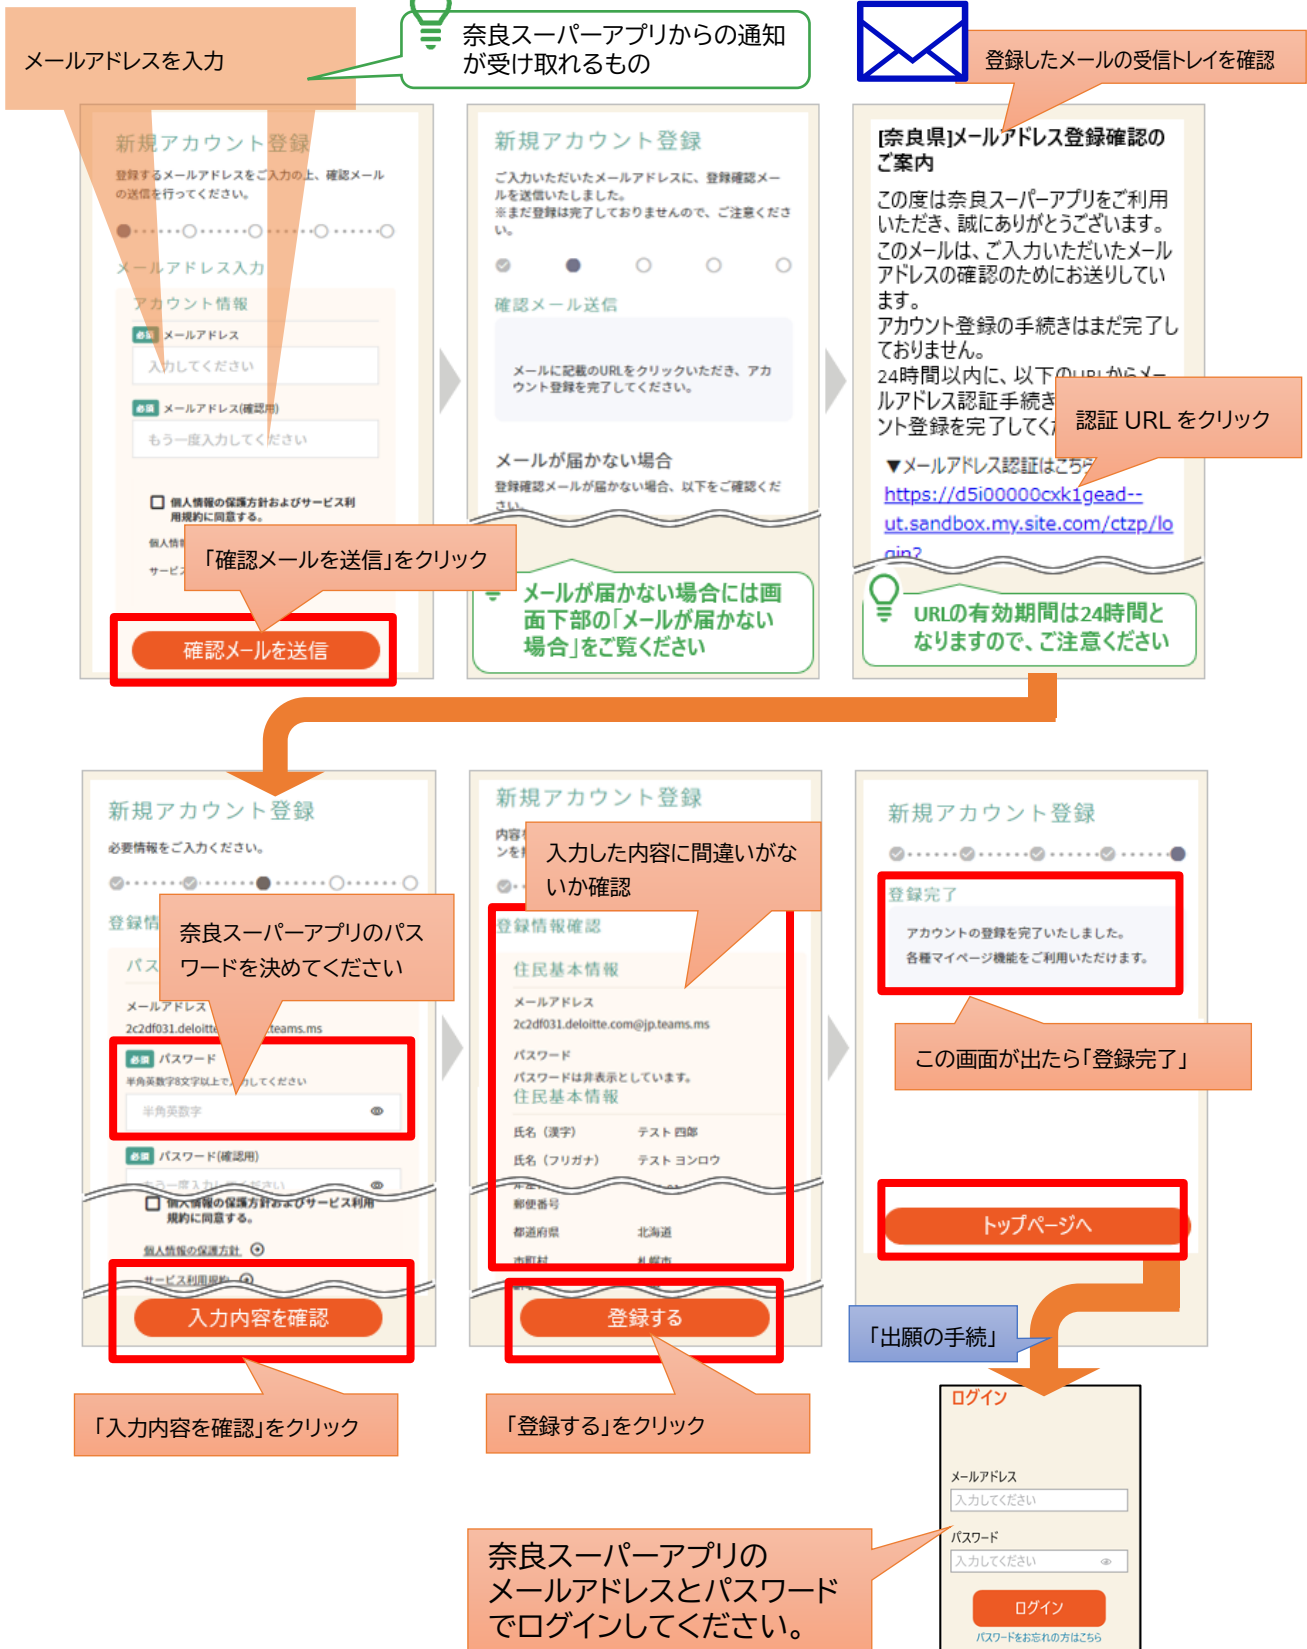 メールアドレスを入力
奈良スーパーアプリからの通知
が受け取れるもの
登録したメールの受信トレイを確認
新規アカウント登録
登録するメールアドレスをご入力の上、確認メール
の送信を行ってください。
メールアドレス入力
アカウント情報
必須 メールアドレス
入力してください
必須 メールアドレス(確認用)
もう一度入力してください
個人情報の保護方針およびサービス利
用規約に同意する。
個人情
サービ
「確認メールを送信」をクリック
確認メールを送信
新規アカウント登録
ご入力いただいたメールアドレスに、登録確認メー
ルを送信いたしました。
※まだ登録は完了しておりませんので、ご注意くださ
い。
確認メール送信
メールに記載のURLをクリックいただき、アカ
ウント登録を完了してください。
メールが届かない場合
登録確認メールが届かない場合、以下をご確認くだ
さい。
メールが届かない場合には画
面下部の「メールが届かない
場合」をご覧ください
[奈良県]メールアドレス登録確認の
ご案内
この度は奈良スーパーアプリをご利用
いただき、誠にありがとうございます。
このメールは、ご入力いただいたメール
アドレスの確認のためにお送りしてい
ます。
アカウント登録の手続きはまだ完了し
ておりません。
24時間以内に、以下のURLからメー
ルアドレス認証手続き
ント登録を完了してくだ
認証 URL をクリック
▼メールアドレス認証はこちら
https://d5i00000cxk1gead--
ut.sandbox.my.site.com/ctzp/lo
gin?
URLの有効期間は24時間と
なりますので、ご注意ください
新規アカウント登録
必要情報をご入力ください。
登録情
奈良スーパーアプリのパス
ワードを決めてください
パス
メールアドレス
2c2df031.deloitte
.teams.ms
必須 パスワード
半角英数字8文字以上で入力してください
半角英数字
必須 パスワード(確認用)
もう一度入力してください
個人情報の保護方針およびサービス利用
規約に同意する。
個人情報の保護方針
サービス利用規約
入力内容を確認
「入力内容を確認」をクリック
新規アカウント登録
内容
ンを
入力した内容に間違いがな
いか確認
登録情報確認
住民基本情報
メールアドレス
2c2df031.deloitte.com@jp.teams.ms
パスワード
パスワードは非表示としています。
住民基本情報
氏名（漢字） テスト 四郎
氏名（フリガナ） テスト ヨンロウ
郵便番号
都道府県 北海道
市町村 札幌市
登録する
「登録する」をクリック
新規アカウント登録
登録完了
アカウントの登録を完了いたしました。
各種マイページ機能をご利用いただけます。
この画面が出たら「登録完了」
トップページへ
「出願の手続」
ログイン
メールアドレス
入力してください
パスワード
入力してください
ログイン
パスワードをお忘れの方はこちら
奈良スーパーアプリの
メールアドレスとパスワード
でログインしてください。